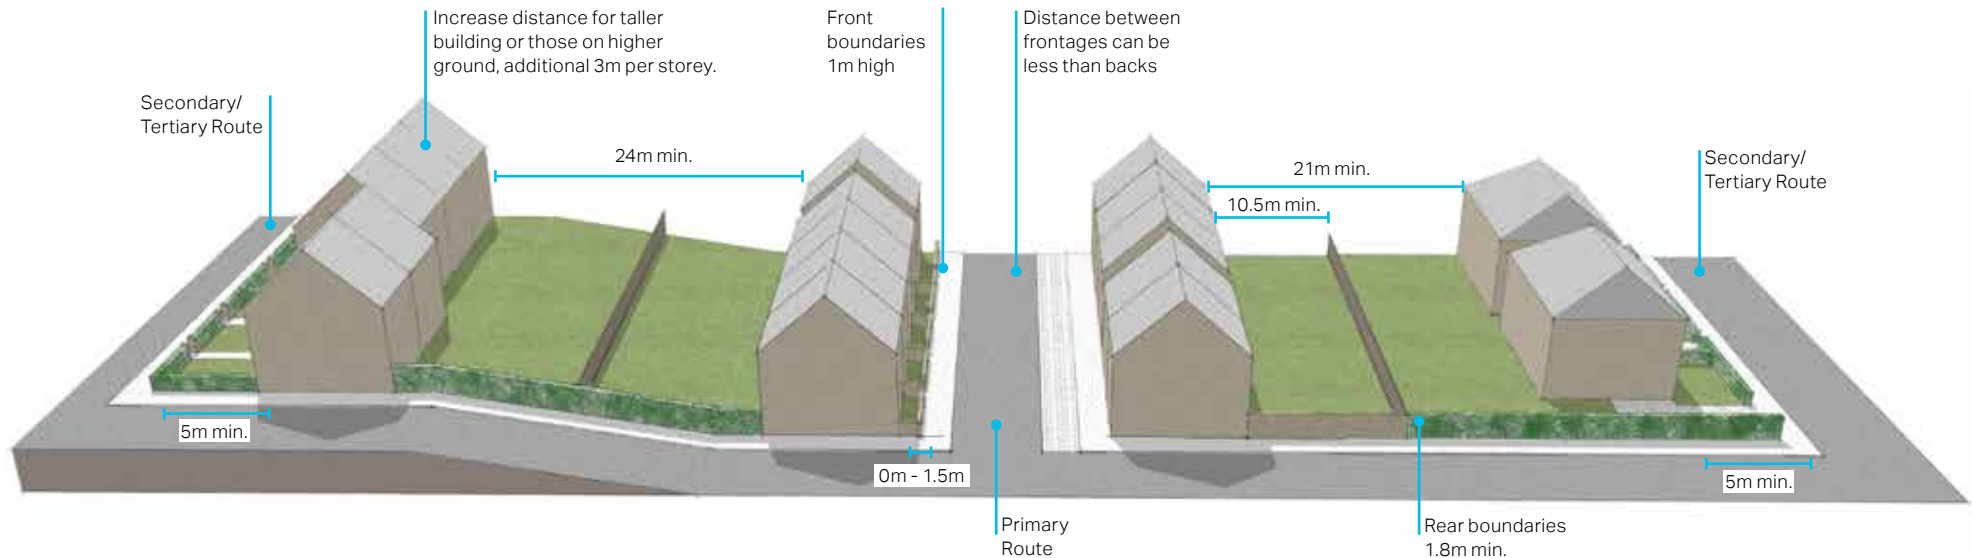 Increase distance for taller
building or those on higher
ground, additional 3m per storey.
Front
boundaries
1m high
Distance between
frontages can be
less than backs
Secondary/
Tertiary Route
24m min.
21m min.
10.5m min.
Secondary/
Tertiary Route
5m min.
0m - 1.5m
5m min.
Primary
Route
Rear boundaries
1.8m min.